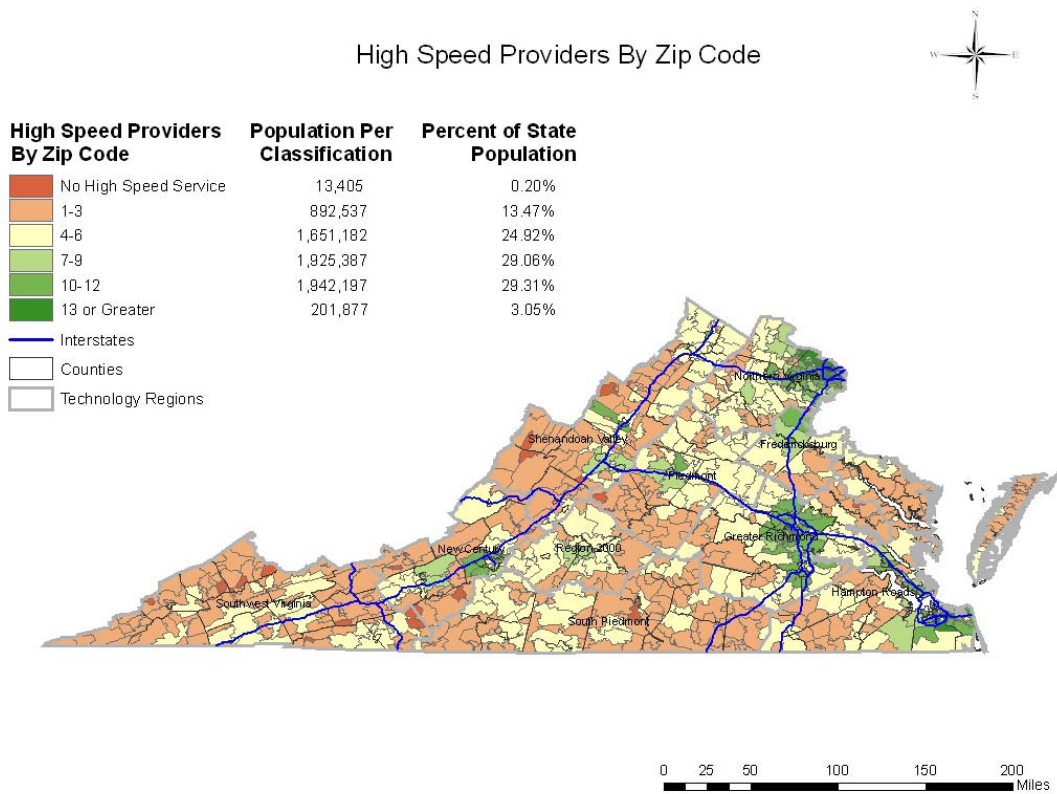 N
W E
S
High Speed Providers By Zip Code
High Speed Providers
By Zip Code
Population Per
Classification
Percent of State
Population
No High Speed Service 13,405 0.20%
1-3 892,537 13.47%
4-6 1,651,182 24.92%
7-9 1,925,387 29.06%
10-12 1,942,197 29.31%
13 or Greater 201,877 3.05%
Interstates
Counties
Technology Regions
Northern Virginia
Shenandoah Valley
Fredericksburg
Piedmont
Greater Richmond
New Century
Region 2000
Hampton Roads
Southwest Virginia
South Piedmont
0 25 50 100 150 200
Miles